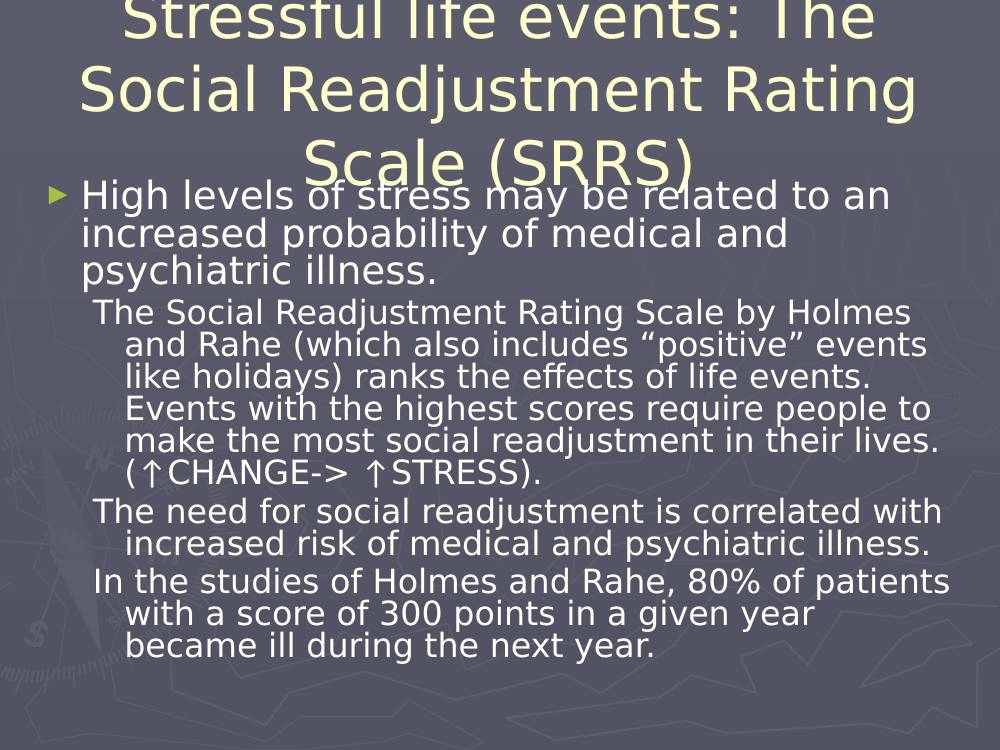 Stressful life events: The
Social Readjustment Rating
Scale (SRRS)
► High levels of stress may be related to an
increased probability of medical and
psychiatric illness.
The Social Readjustment Rating Scale by Holmes
and Rahe (which also includes “positive” events
like holidays) ranks the effects of life events.
Events with the highest scores require people to
make the most social readjustment in their lives.
(↑CHANGE-> ↑STRESS).
The need for social readjustment is correlated with
increased risk of medical and psychiatric illness.
In the studies of Holmes and Rahe, 80% of patients
with a score of 300 points in a given year
became ill during the next year.
NW
N
S